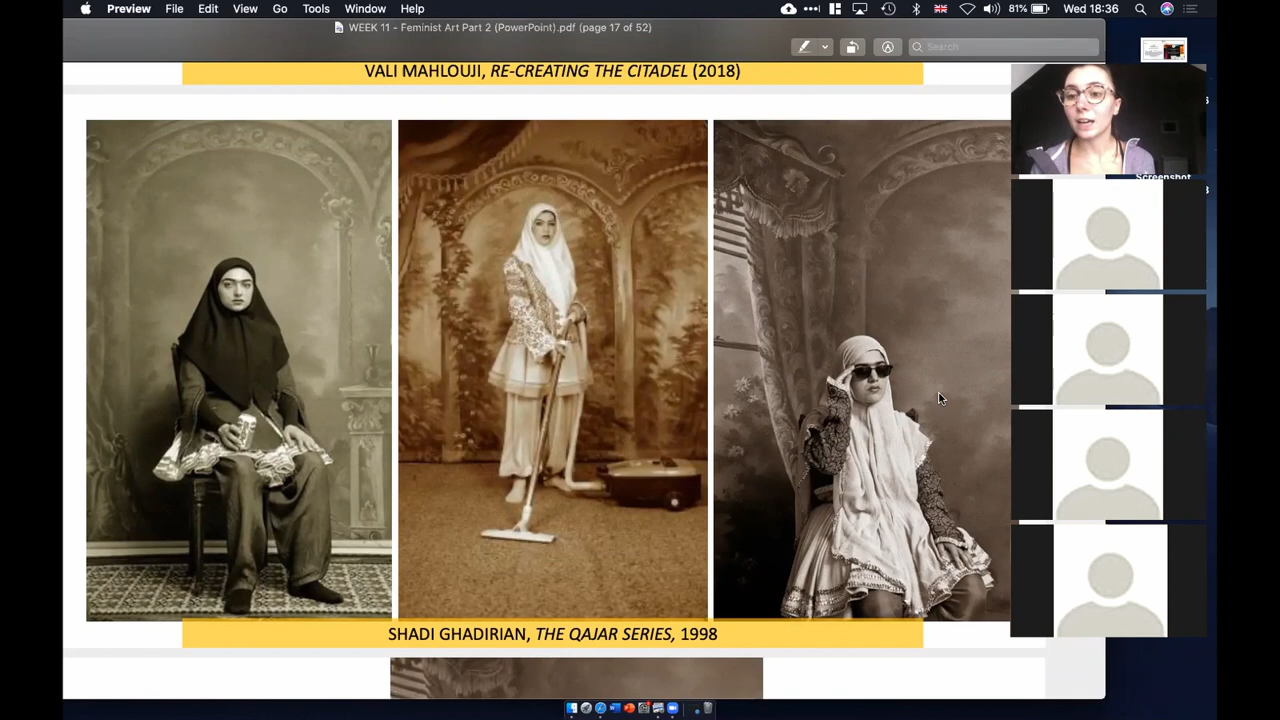 Preview File Edit View Go Tools Window Help 81% Wed 18:36
WEEK 11 - Feminist Art Part 2 (PowerPoint).pdf (page 17 of 52)
Search
VALI MAHLOUJI, RE-CREATING THE CITADEL (2018)
Screenshot
SHADI GHADIRIAN, THE QAJAR SERIES, 1998